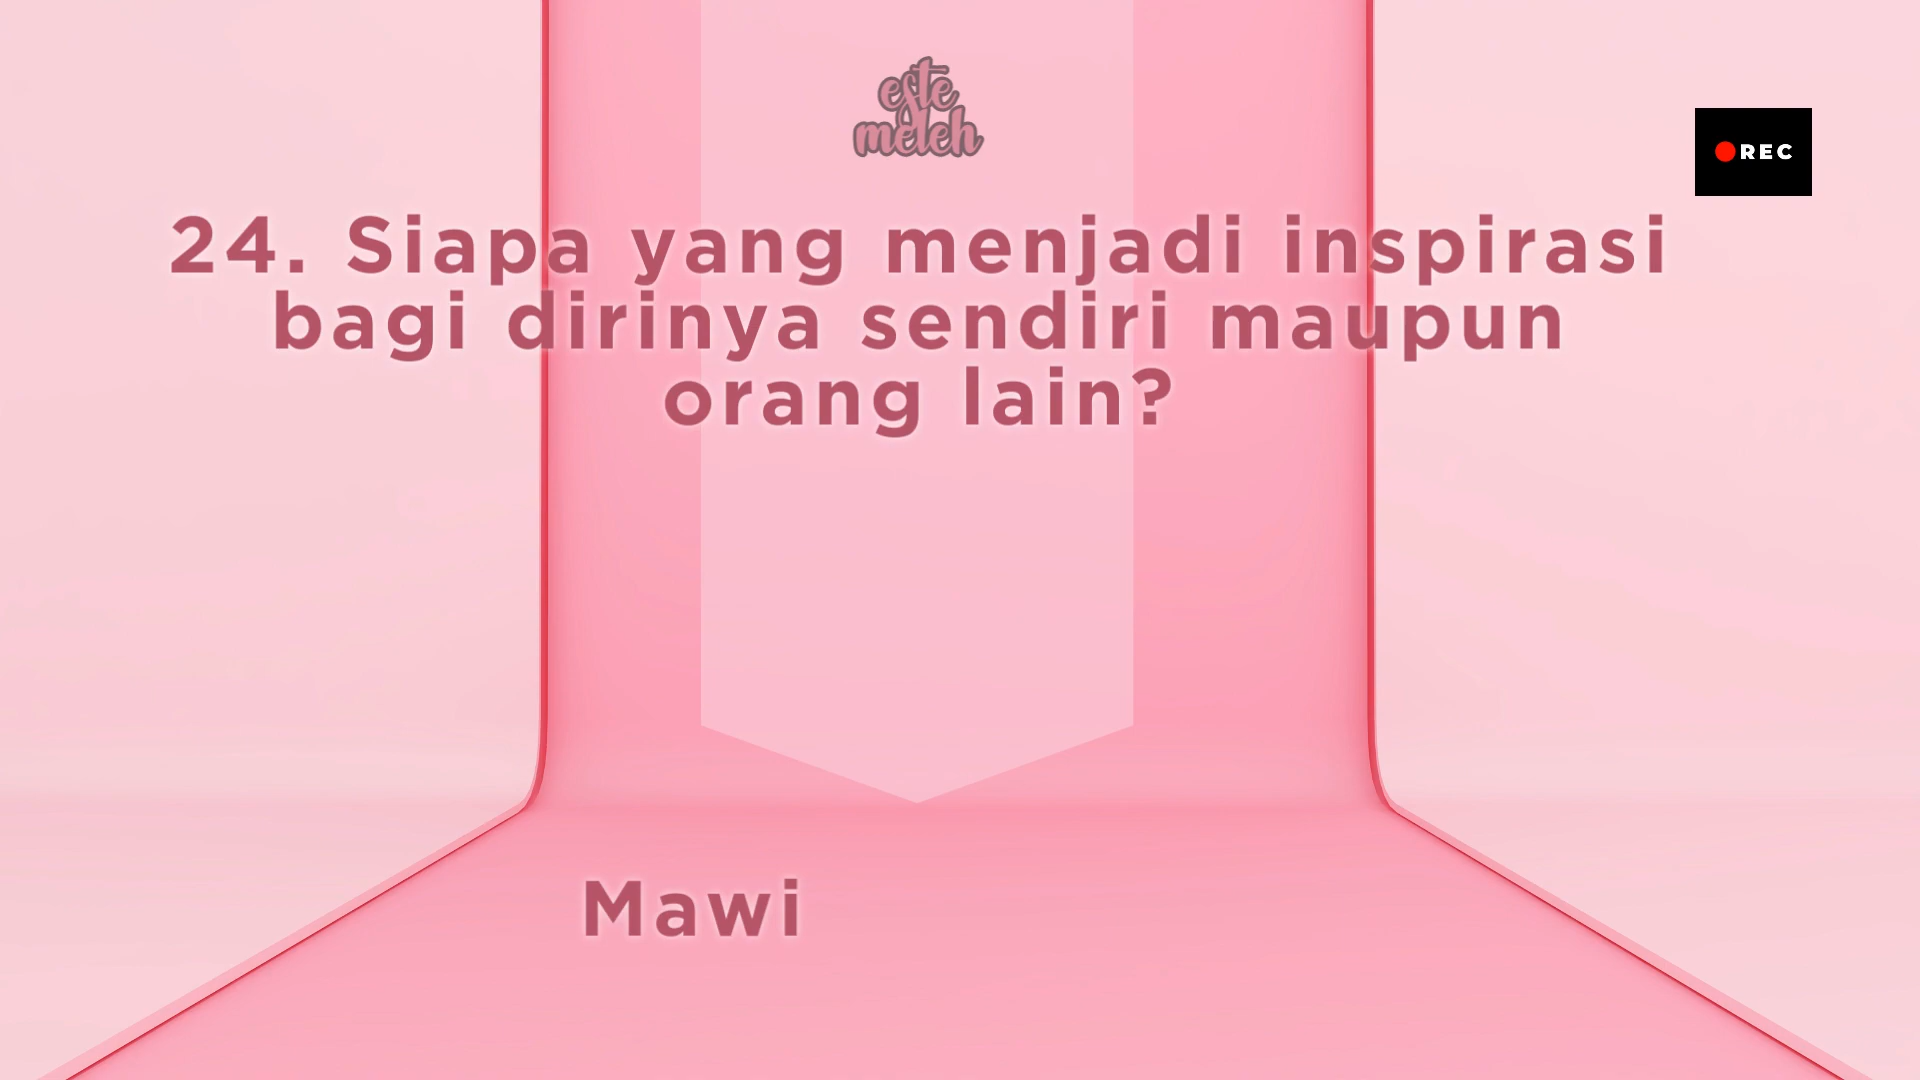 este
meleh
REC
24. Siapa yang menjadi inspirasi
bagi dirinya sendiri maupun
orang lain?
Mawi